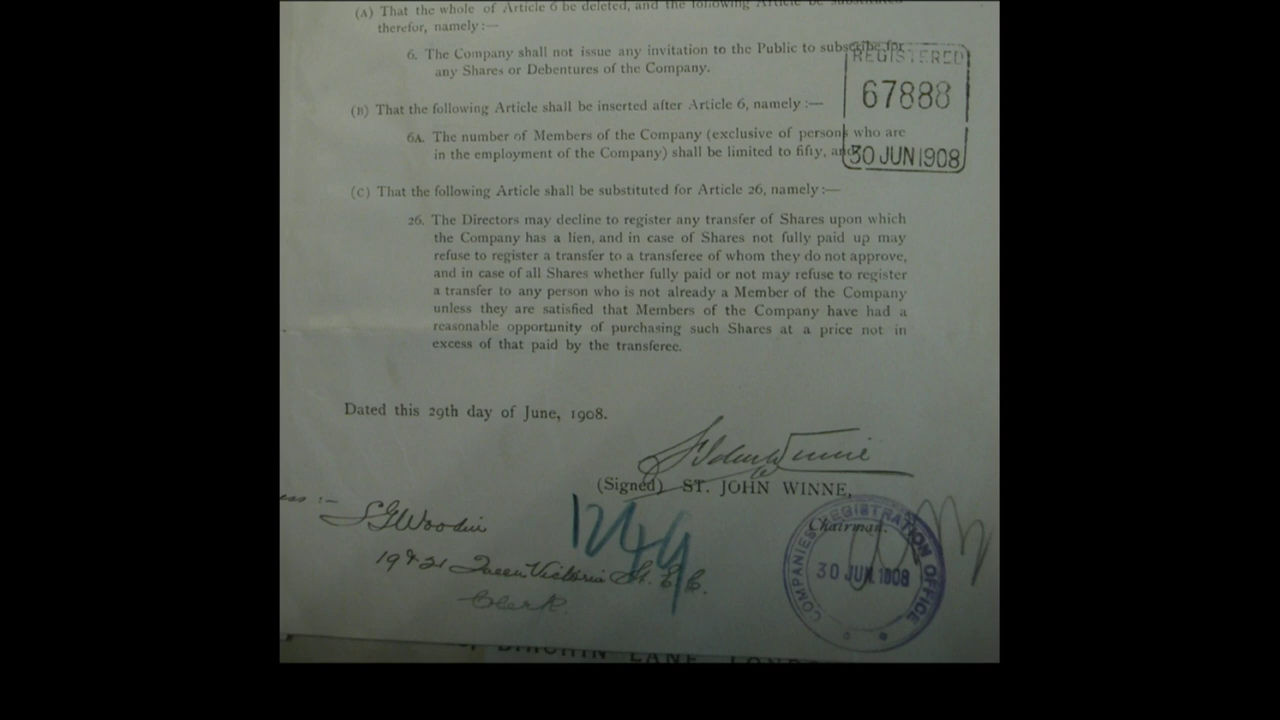 (A) That the whole of Article 6 be deleted, and the following Article be substituted
therefor, namely :—
6. The Company shall not issue any invitation to the Public to subscribe for
any Shares or Debentures of the Company.
REGISTERED
67888
30 JUN 1908
(B) That the following Article shall be inserted after Article 6, namely :—
6A. The number of Members of the Company (exclusive of persons who are
in the employment of the Company) shall be limited to fifty, and
(C) That the following Article shall be substituted for Article 26, namely :—
26. The Directors may decline to register any transfer of Shares upon which
the Company has a lien, and in case of Shares not fully paid up may
refuse to register a transfer to a transferee of whom they do not approve,
and in case of all Shares whether fully paid or not may refuse to register
a transfer to any person who is not already a Member of the Company
unless they are satisfied that Members of the Company have had a
reasonable opportunity of purchasing such Shares at a price not in
excess of that paid by the transferee.
Dated this 29th day of June, 1908.
St John Winne
(Signed) ST. JOHN WINNE,
Chairman.
ess :—
S G Woodin
19 & 21 Queen Victoria St. E.C.
Clerk.
1249
COMPANIES REGISTRATION OFFICE
30 JUN. 1908
BIRCHIN LANE, LOND